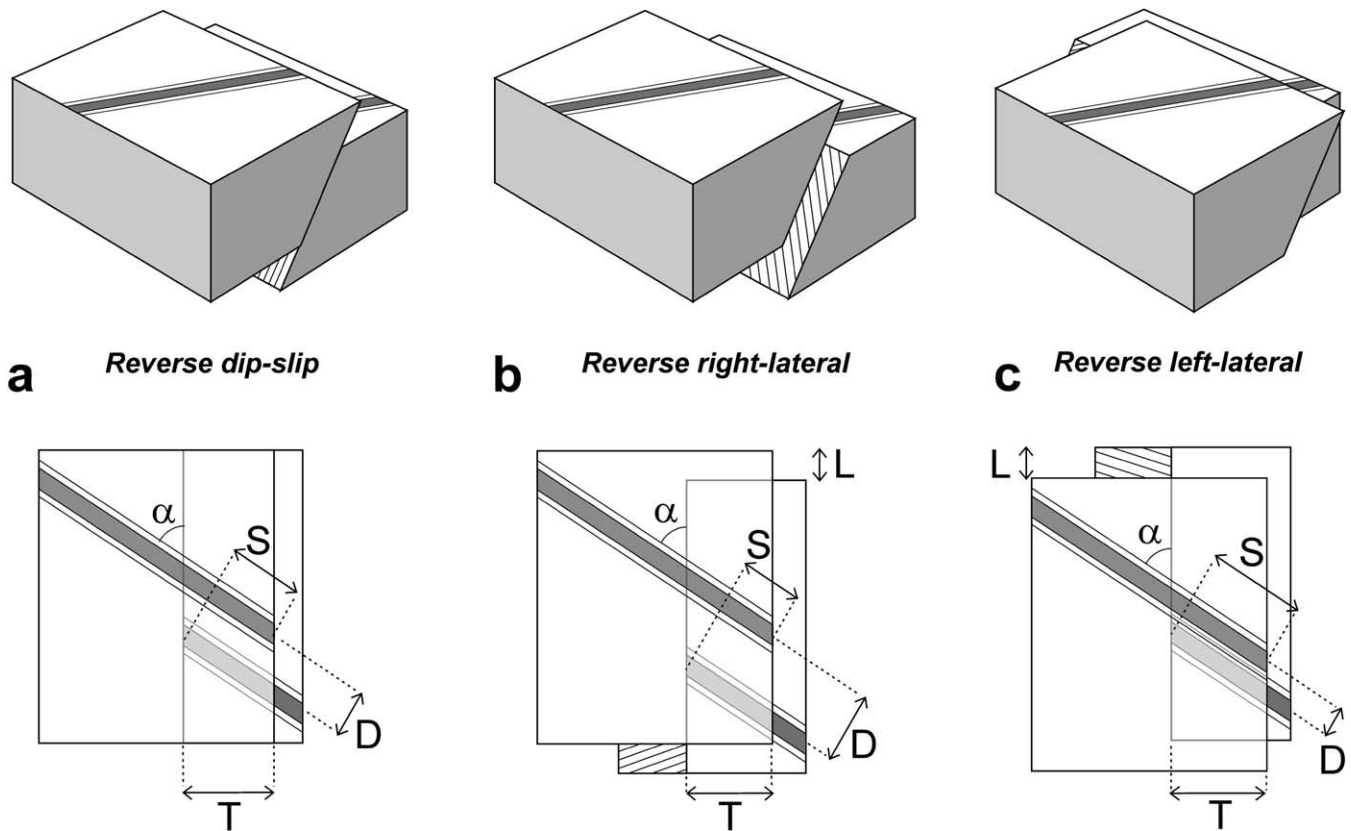 a Reverse dip-slip
b Reverse right-lateral
c Reverse left-lateral
α
S
D
T
L
α
S
D
T
L
α
S
D
T